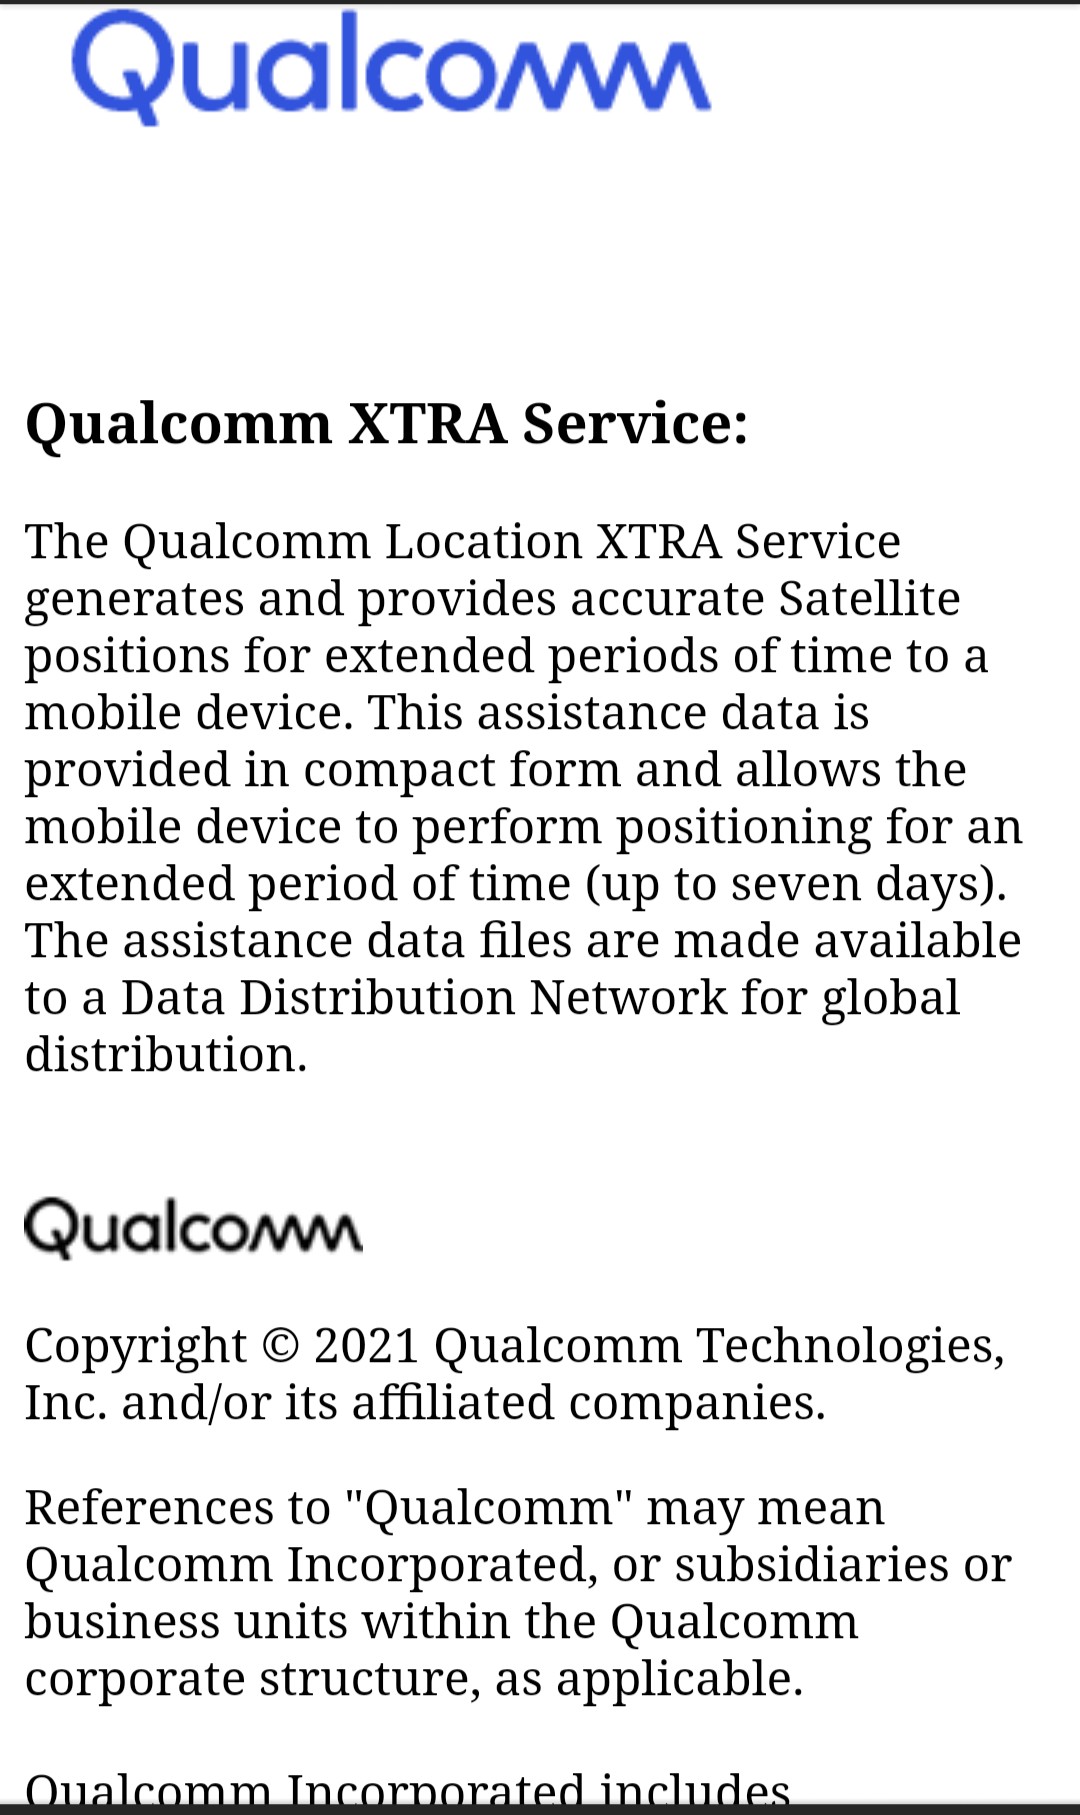 Qualcomm
Qualcomm XTRA Service:
The Qualcomm Location XTRA Service
generates and provides accurate Satellite
positions for extended periods of time to a
mobile device. This assistance data is
provided in compact form and allows the
mobile device to perform positioning for an
extended period of time (up to seven days).
The assistance data files are made available
to a Data Distribution Network for global
distribution.
Qualcomm
Copyright © 2021 Qualcomm Technologies,
Inc. and/or its affiliated companies.
References to "Qualcomm" may mean
Qualcomm Incorporated, or subsidiaries or
business units within the Qualcomm
corporate structure, as applicable.
Qualcomm Incorporated includes